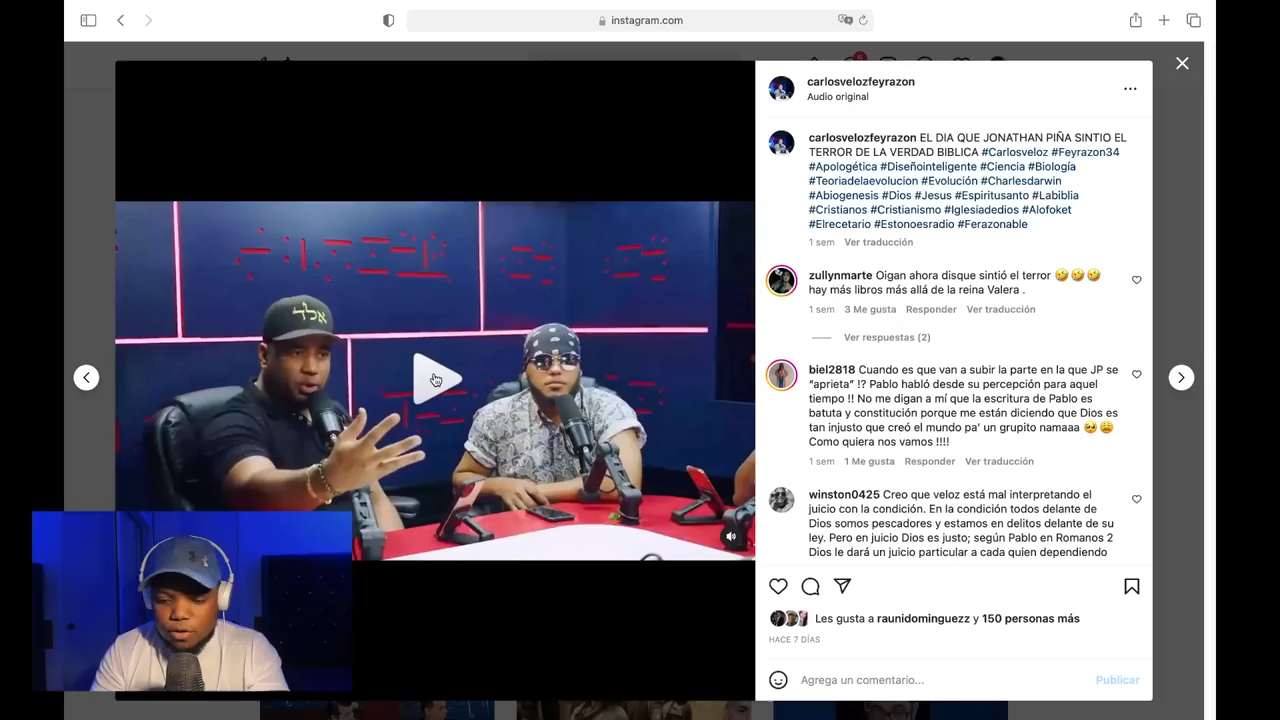 instagram.com
carlosvelozfeyrazon
Audio original
carlosvelozfeyrazon EL DIA QUE JONATHAN PIÑA SINTIO EL
TERROR DE LA VERDAD BIBLICA #Carlosveloz #Feyrazon34
#Apologética #Diseñointeligente #Ciencia #Biología
#Teoriadelaevolucion #Evolución #Charlesdarwin
#Abiogenesis #Dios #Jesus #Espiritusanto #Labiblia
#Cristianos #Cristianismo #Iglesiadedios #Alofoket
#Elrecetario #Estonoesradio #Ferazonable
1 sem Ver traducción
zullynmarte Oigan ahora disque sintió el terror 🤣🤣🤣
hay más libros más allá de la reina Valera .
1 sem 3 Me gusta Responder Ver traducción
Ver respuestas (2)
biel2818 Cuando es que van a subir la parte en la que JP se
“aprieta” !? Pablo habló desde su percepción para aquel
tiempo !! No me digan a mí que la escritura de Pablo es
batuta y constitución porque me están diciendo que Dios es
tan injusto que creó el mundo pa’ un grupito namaaa 🥺😩
Como quiera nos vamos !!!!
1 sem 1 Me gusta Responder Ver traducción
winston0425 Creo que veloz está mal interpretando el
juicio con la condición. En la condición todos delante de
Dios somos pescadores y estamos en delitos delante de su
ley. Pero en juicio Dios es justo; según Pablo en Romanos 2
Dios le dará un juicio particular a cada quien dependiendo
Les gusta a raunidominguezz y 150 personas más
HACE 7 DÍAS
Agrega un comentario...
Publicar